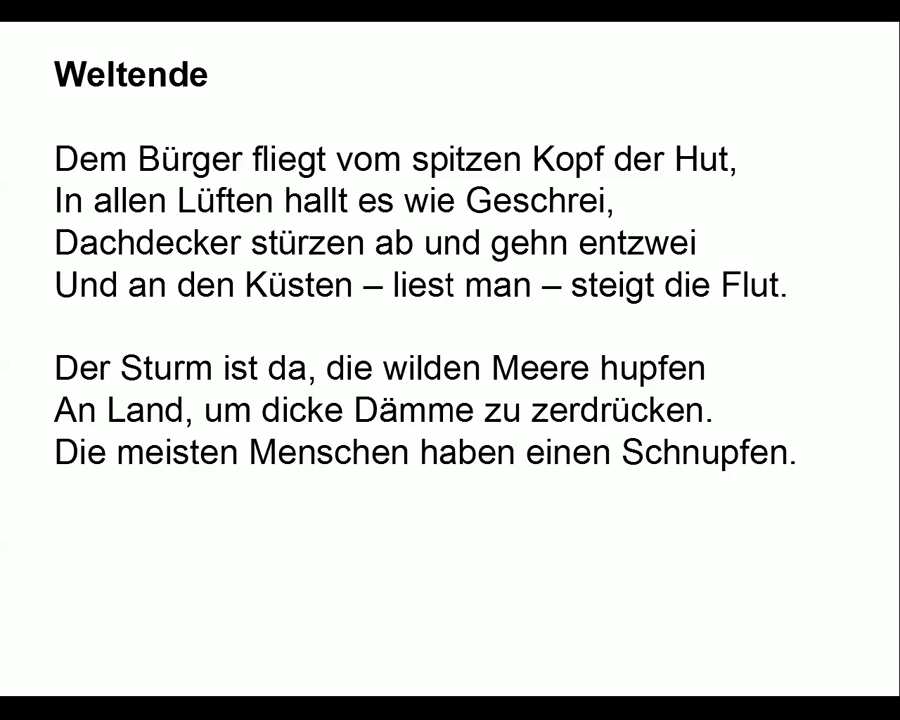 Weltende
Dem Bürger fliegt vom spitzen Kopf der Hut,
In allen Lüften hallt es wie Geschrei,
Dachdecker stürzen ab und gehn entzwei
Und an den Küsten – liest man – steigt die Flut.
Der Sturm ist da, die wilden Meere hupfen
An Land, um dicke Dämme zu zerdrücken.
Die meisten Menschen haben einen Schnupfen.